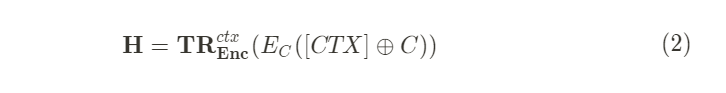 H = TR^{ctx}_{Enc}(E_C([CTX] ⊕ C)) (2)